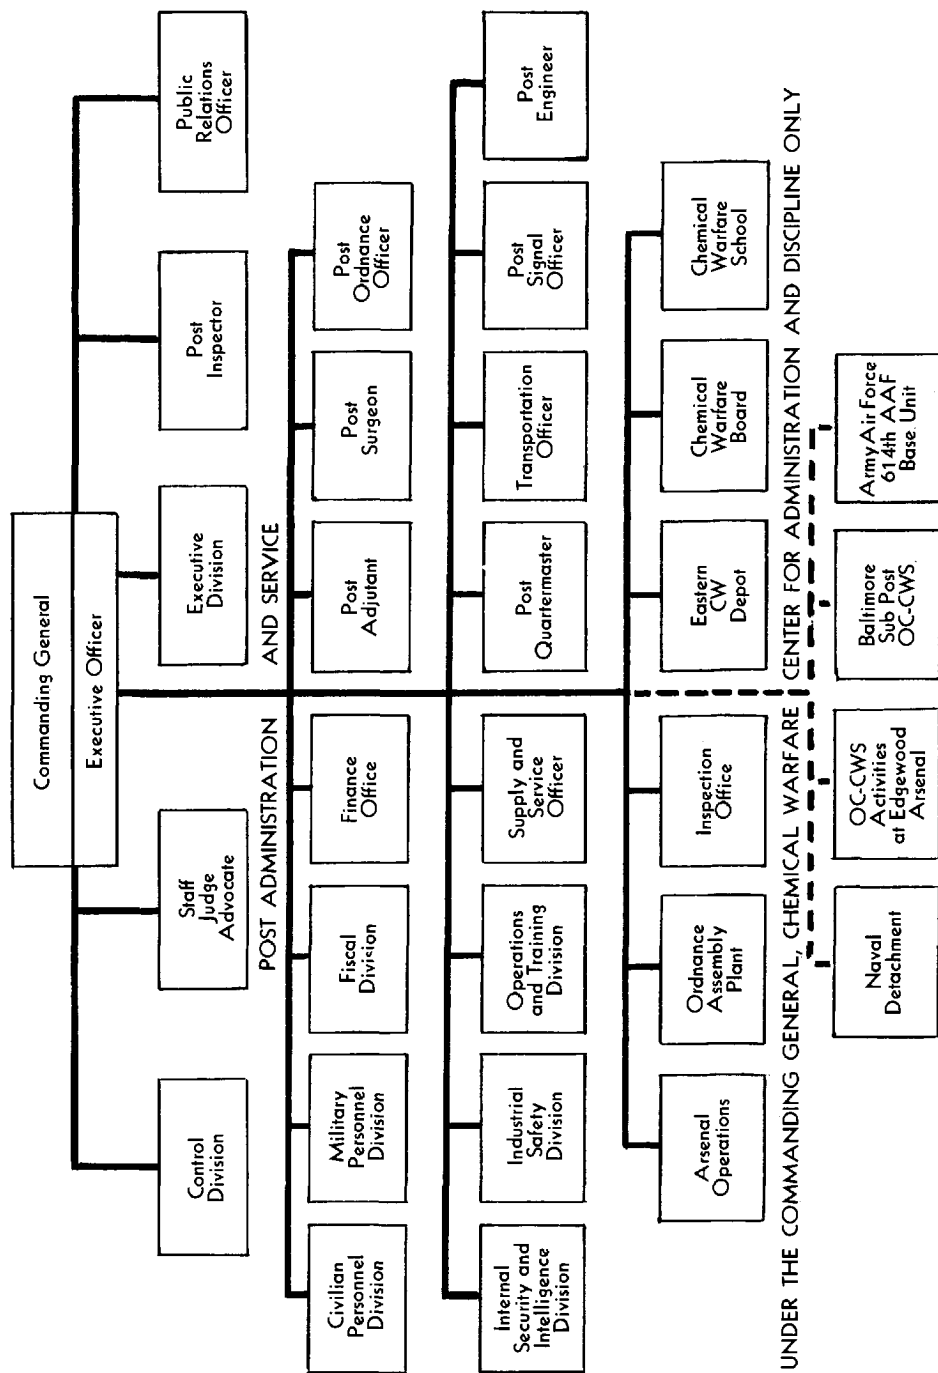 Commanding General
Executive Officer
Control
Division
Staff
Judge
Advocate
Executive
Division
Post
Inspector
Public
Relations
Officer
POST ADMINISTRATION AND SERVICE
Civilian
Personnel
Division
Military
Personnel
Division
Fiscal
Division
Finance
Office
Post
Adjutant
Post
Surgeon
Post
Ordnance
Officer
Internal
Security and
Intelligence
Division
Industrial
Safety
Division
Operations
and Training
Division
Supply and
Service
Officer
Post
Quartermaster
Transportation
Officer
Post
Signal
Officer
Post
Engineer
Arsenal
Operations
Ordnance
Assembly
Plant
Inspection
Office
Eastern
CW
Depot
Chemical
Warfare
Board
Chemical
Warfare
School
UNDER THE COMMANDING GENERAL, CHEMICAL WARFARE CENTER FOR ADMINISTRATION AND DISCIPLINE ONLY
Naval
Detachment
OC-CWS
Activities
at Edgewood
Arsenal
Baltimore
Sub Post
OC-CWS
Army Air Force
614th AAF
Base Unit